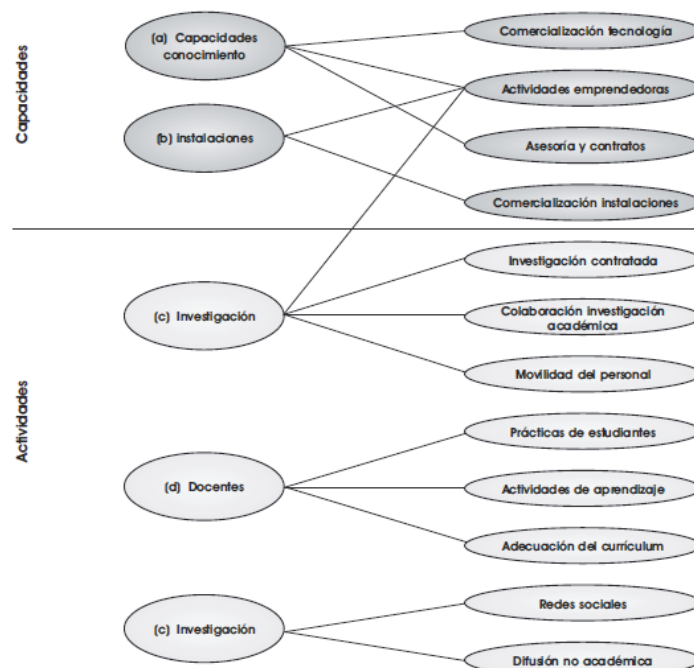 Capacidades
(a) Capacidades
conocimiento
Comercialización tecnología
Actividades emprendedoras
(b) Instalaciones
Asesoría y contratos
Comercialización instalaciones
Actividades
(c) Investigación
Investigación contratada
Colaboración investigación
académica
Movilidad del personal
(d) Docentes
Prácticas de estudiantes
Actividades de aprendizaje
Adecuación del currículum
(c) Investigación
Redes sociales
Difusión no académica